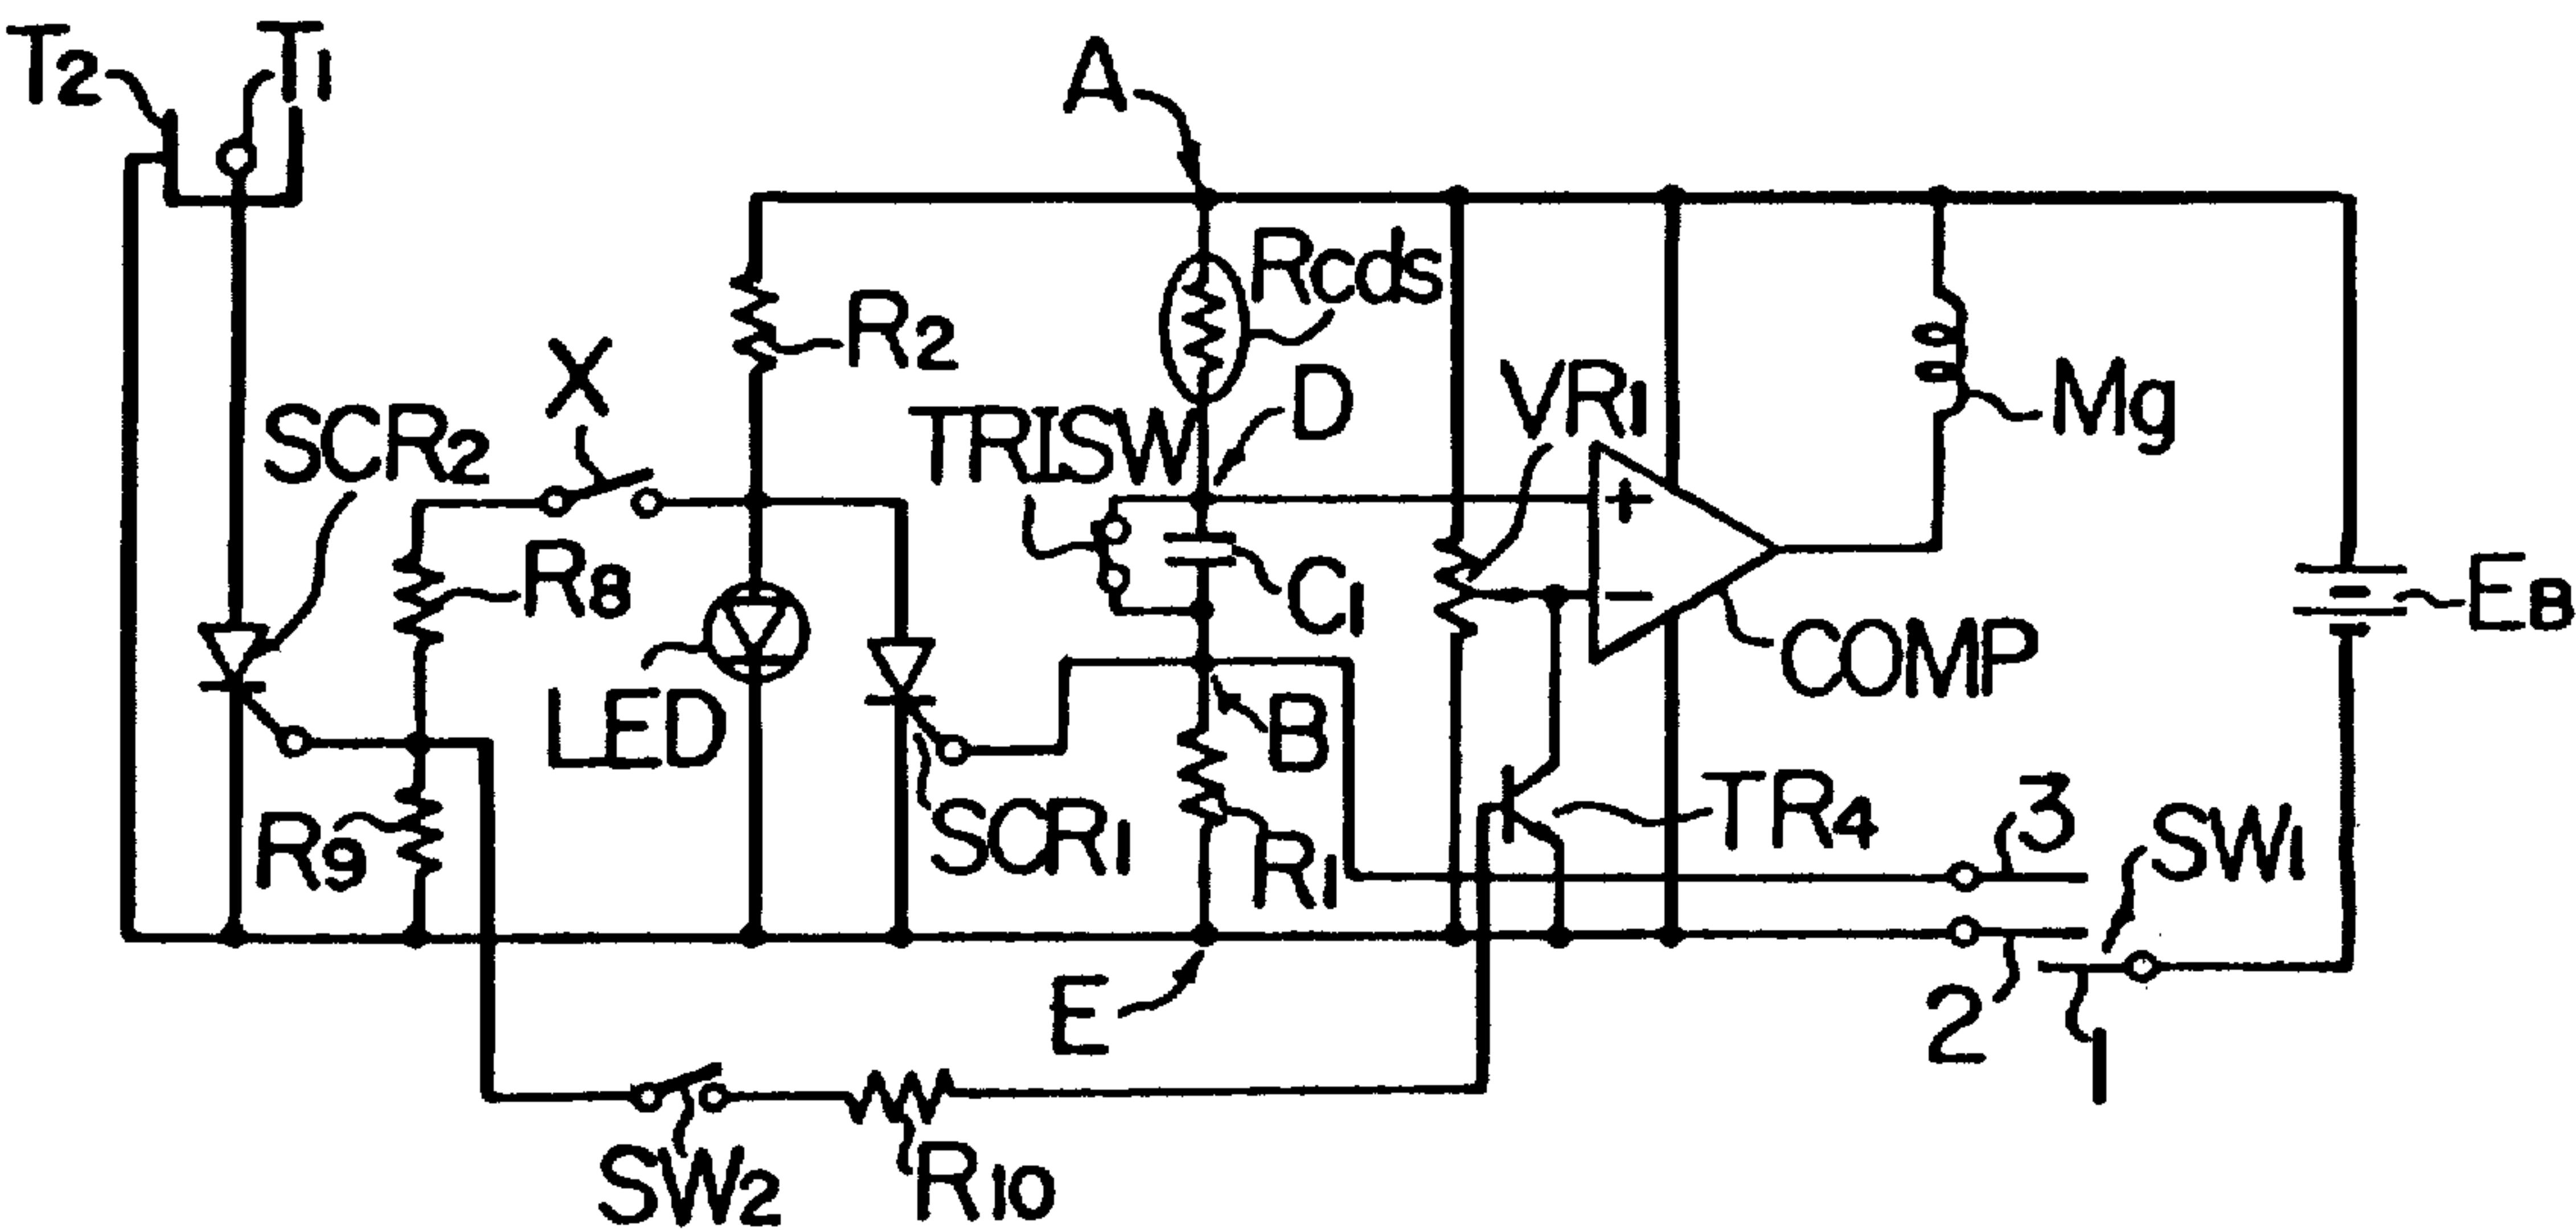 T2
T1
A
Rcds
R2
X
D
VR1
Mg
SCR2
TRISW
R8
C1
EB
COMP
LED
B
SCR1
TR4
3
SW1
R9
R1
E
2
1
SW2
R10
+
−